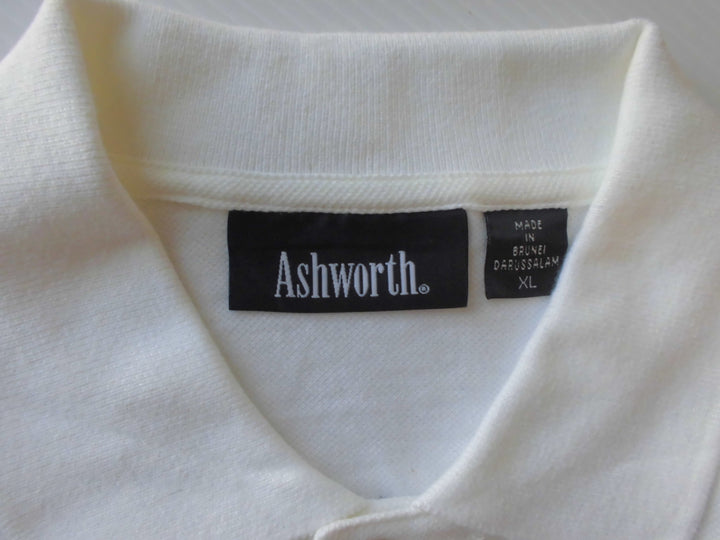 Ashworth®
MADE
IN
BRUNEI
DARUSSALAM
XL